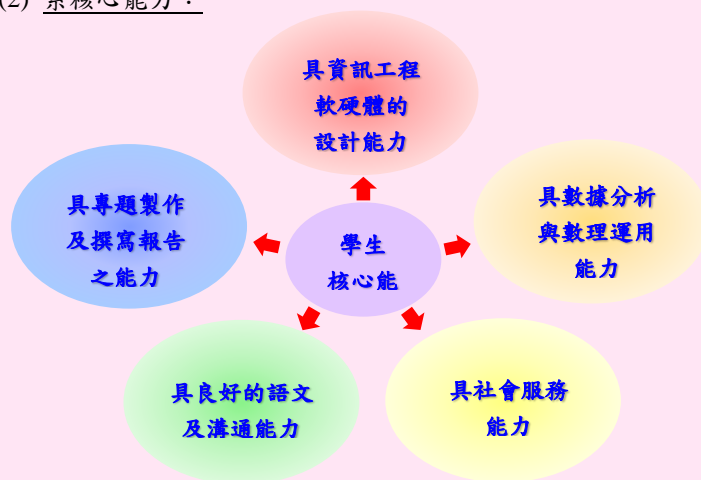 (2) 系核心能力：
具資訊工程
軟硬體的
設計能力
具專題製作
及撰寫報告
之能力
學生
核心能
具數據分析
與數理運用
能力
具良好的語文
及溝通能力
具社會服務
能力